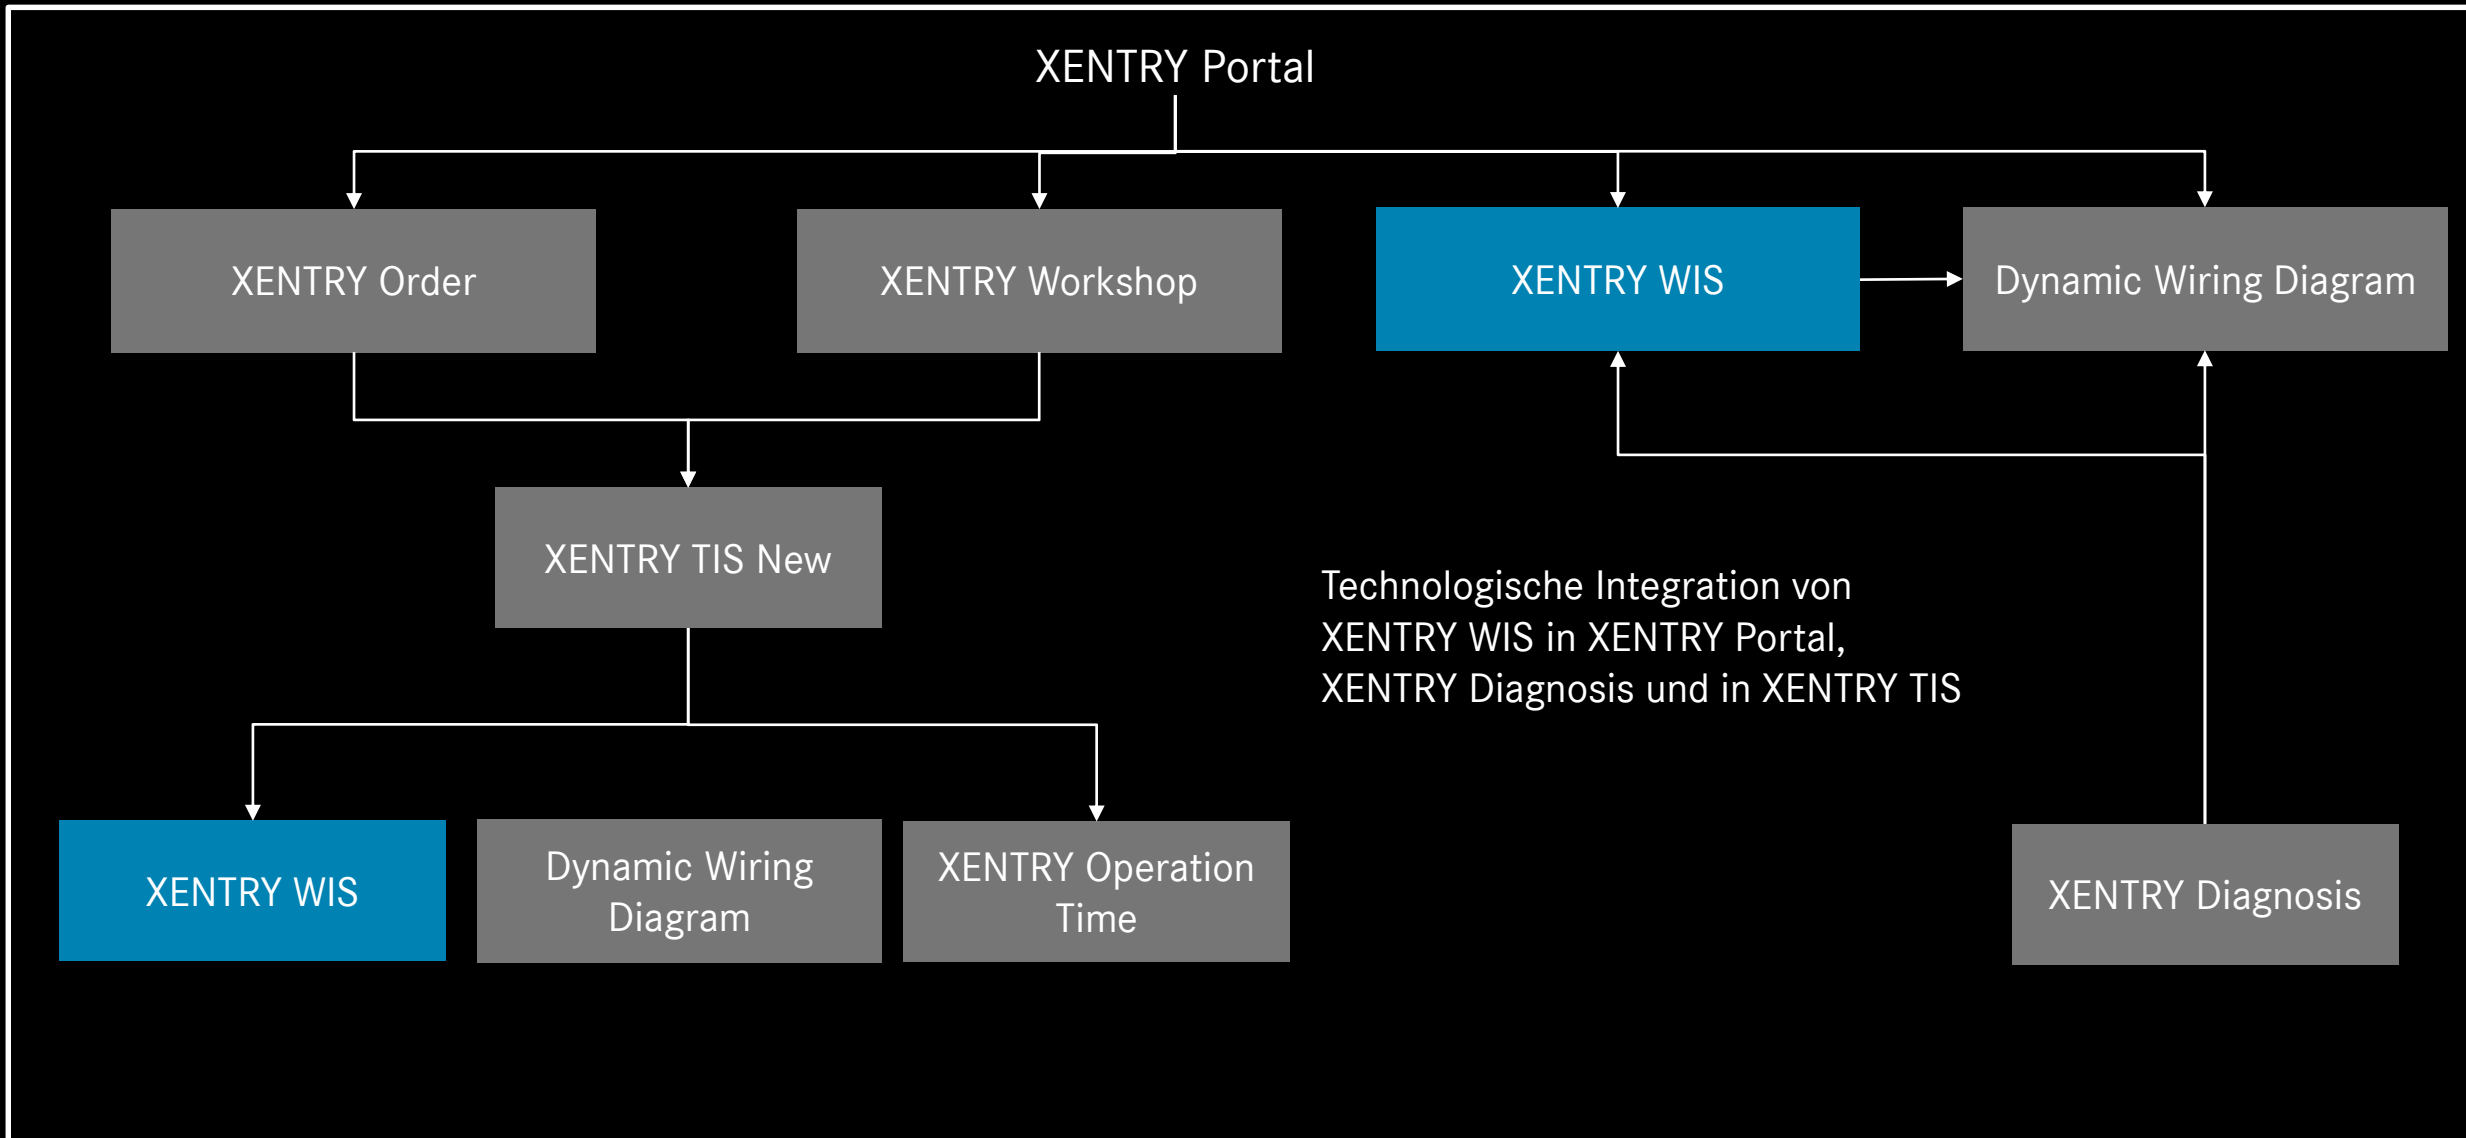 XENTRY Portal
XENTRY Order
XENTRY Workshop
XENTRY WIS
Dynamic Wiring Diagram
XENTRY TIS New
Technologische Integration von
XENTRY WIS in XENTRY Portal,
XENTRY Diagnosis und in XENTRY TIS
XENTRY WIS
Dynamic Wiring
Diagram
XENTRY Operation
Time
XENTRY Diagnosis